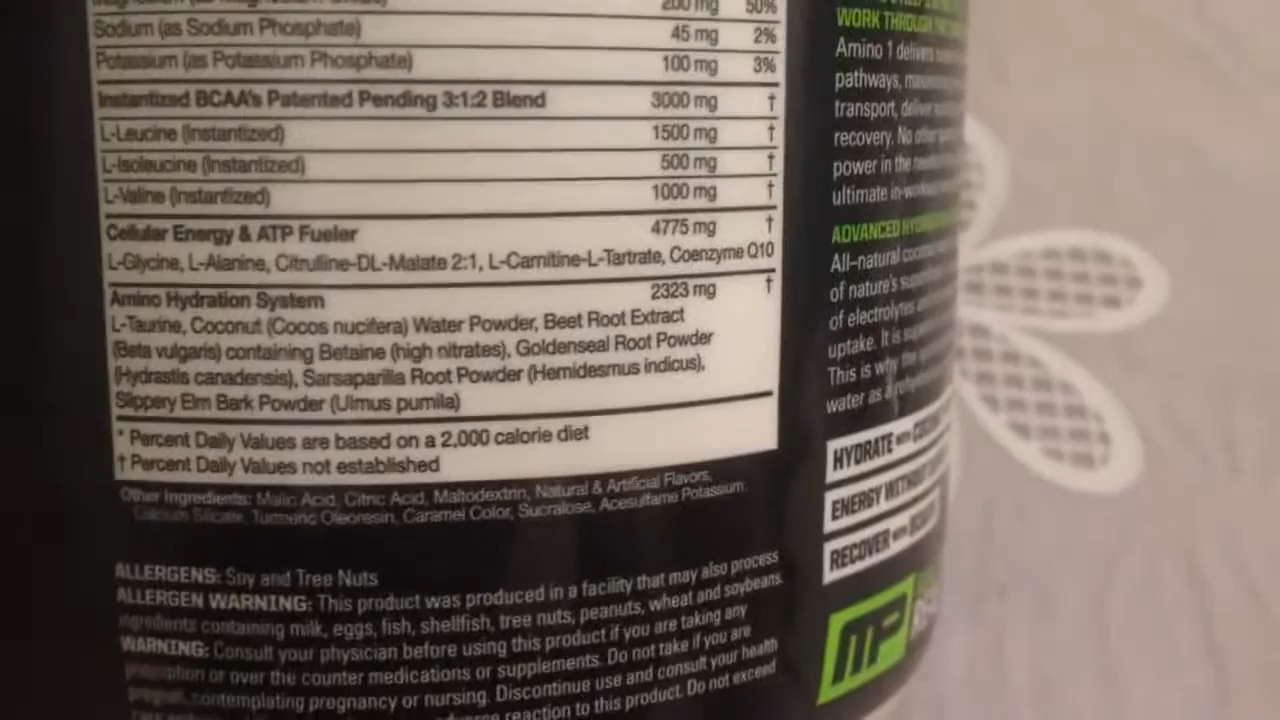 200 mg 50%
Sodium (as Sodium Phosphate) 45 mg 2%
Potassium (as Potassium Phosphate) 100 mg 3%
Instantized BCAA's Patented Pending 3:1:2 Blend 3000 mg †
L-Leucine (Instantized) 1500 mg †
L-Isoleucine (Instantized) 500 mg †
L-Valine (Instantized) 1000 mg †
Cellular Energy & ATP Fueler 4775 mg †
L-Glycine, L-Alanine, Citrulline-DL-Malate 2:1, L-Carnitine-L-Tartrate, Coenzyme Q10
Amino Hydration System 2323 mg †
L-Taurine, Coconut (Cocos nucifera) Water Powder, Beet Root Extract
(Beta vulgaris) containing Betaine (high nitrates), Goldenseal Root Powder
(Hydrastis canadensis), Sarsaparilla Root Powder (Hemidesmus indicus),
Slippery Elm Bark Powder (Ulmus pumila)
* Percent Daily Values are based on a 2,000 calorie diet
† Percent Daily Values not established
Other Ingredients: Malic Acid, Citric Acid, Maltodextrin, Natural & Artificial Flavors,
Calcium Silicate, Turmeric Oleoresin, Caramel Color, Sucralose, Acesulfame Potassium.
ALLERGENS: Soy and Tree Nuts
ALLERGEN WARNING: This product was produced in a facility that may also process
ingredients containing milk, eggs, fish, shellfish, tree nuts, peanuts, wheat and soybeans.
WARNING: Consult your physician before using this product if you are taking any
prescription or over the counter medications or supplements. Do not take if you are
contemplating pregnancy or nursing. Discontinue use and consult your health
reaction to this product. Do not exceed
WORK THROUGH THE
Amino 1 delivers
pathways,
transport, deliver
recovery. No other
power in the
ultimate in-workout
ADVANCED
All-natural coconut
of nature's
of electrolytes
uptake. It is
This is why
water as a
HYDRATE WITH
ENERGY WITHOUT
RECOVER WITH
MP